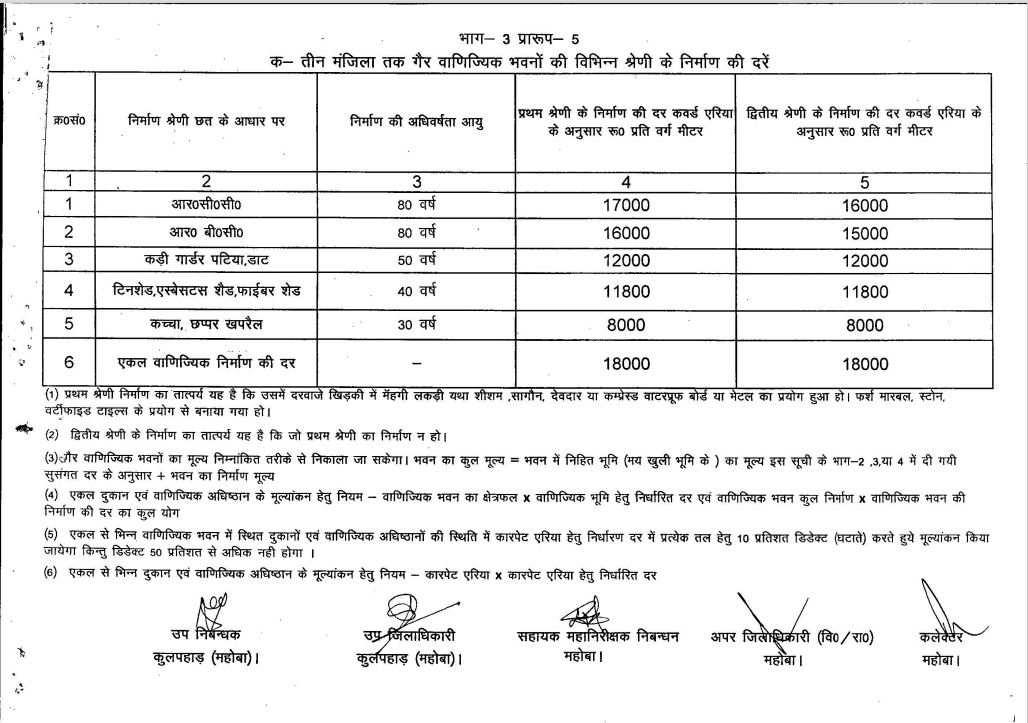 भाग– 3 प्रारूप– 5
क– तीन मंजिला तक गैर वाणिज्यिक भवनों की विभिन्न श्रेणी के निर्माण की दरें
क्र०सं० निर्माण श्रेणी छत के आधार पर निर्माण की अधिवर्षता आयु प्रथम श्रेणी के निर्माण की दर कवर्ड एरिया के अनुसार रू० प्रति वर्ग मीटर द्वितीय श्रेणी के निर्माण की दर कवर्ड एरिया के अनुसार रू० प्रति वर्ग मीटर
1 2 3 4 5
1 आर०सी०सी० 80 वर्ष 17000 16000
2 आर० बी०सी० 80 वर्ष 16000 15000
3 कड़ी गार्डर पटिया,डाट 50 वर्ष 12000 12000
4 टिनशेड,एस्बेसटस शैड,फाईबर शेड 40 वर्ष 11800 11800
5 कच्चा, छप्पर खपरैल 30 वर्ष 8000 8000
6 एकल वाणिज्यिक निर्माण की दर – 18000 18000
(1) प्रथम श्रेणी निर्माण का तात्पर्य यह है कि उसमें दरवाजे खिड़की में मॅहगी लकड़ी यथा शीशम ,सागौन, देवदार या कम्प्रेस्ड वाटरप्रूफ बोर्ड या मेटल का प्रयोग हुआ हो। फर्श मारबल, स्टोन,
वर्टीफाइड टाइल्स के प्रयोग से बनाया गया हो।
(2) द्वितीय श्रेणी के निर्माण का तात्पर्य यह है कि जो प्रथम श्रेणी का निर्माण न हो।
(3) गैर वाणिज्यिक भवनों का मूल्य निम्नांकित तरीके से निकाला जा सकेगा। भवन का कुल मूल्य = भवन में निहित भूमि (मय खुली भूमि के ) का मूल्य इस सूची के भाग–2 ,3,या 4 में दी गयी
सुसंगत दर के अनुसार + भवन का निर्माण मूल्य
(4) एकल दुकान एवं वाणिज्यिक अधिष्ठान के मूल्यांकन हेतु नियम – वाणिज्यिक भवन का क्षेत्रफल x वाणिज्यिक भूमि हेतु निर्धारित दर एवं वाणिज्यिक भवन कुल निर्माण x वाणिज्यिक भवन की
निर्माण की दर का कुल योग
(5) एकल से भिन्न वाणिज्यिक भवन में स्थित दुकानों एवं वाणिज्यिक अधिष्ठानों की स्थिति में कारपेट एरिया हेतु निर्धारण दर में प्रत्येक तल हेतु 10 प्रतिशत डिडेक्ट (घटाते) करते हुये मूल्यांकन किया
जायेगा किन्तु डिडेक्ट 50 प्रतिशत से अधिक नही होगा ।
(6) एकल से भिन्न दुकान एवं वाणिज्यिक अधिष्ठान के मूल्यांकन हेतु नियम – कारपेट एरिया x कारपेट एरिया हेतु निर्धारित दर
उप निबन्धक उप जिलाधिकारी सहायक महानिरीक्षक निबन्धन अपर जिलाधिकारी (वि०/रा०) कलेक्टर
कुलपहाड़ (महोबा)। कुलपहाड़ (महोबा)। महोबा। महोबा। महोबा।